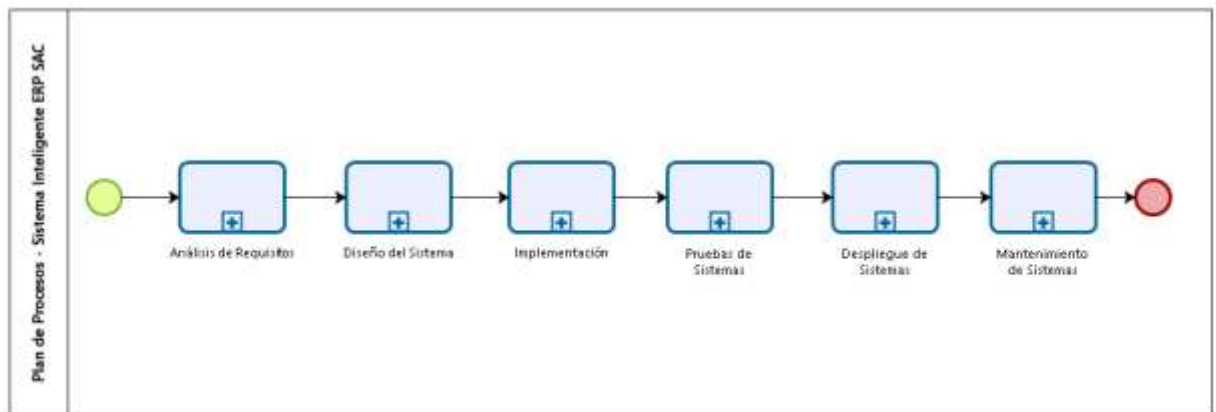 Plan de Procesos - Sistema Inteligente ERP SAC
Análisis de Requisitos
Diseño del Sistema
Implementación
Pruebas de
Sistemas
Despliegue de
Sistemas
Mantenimiento
de Sistemas